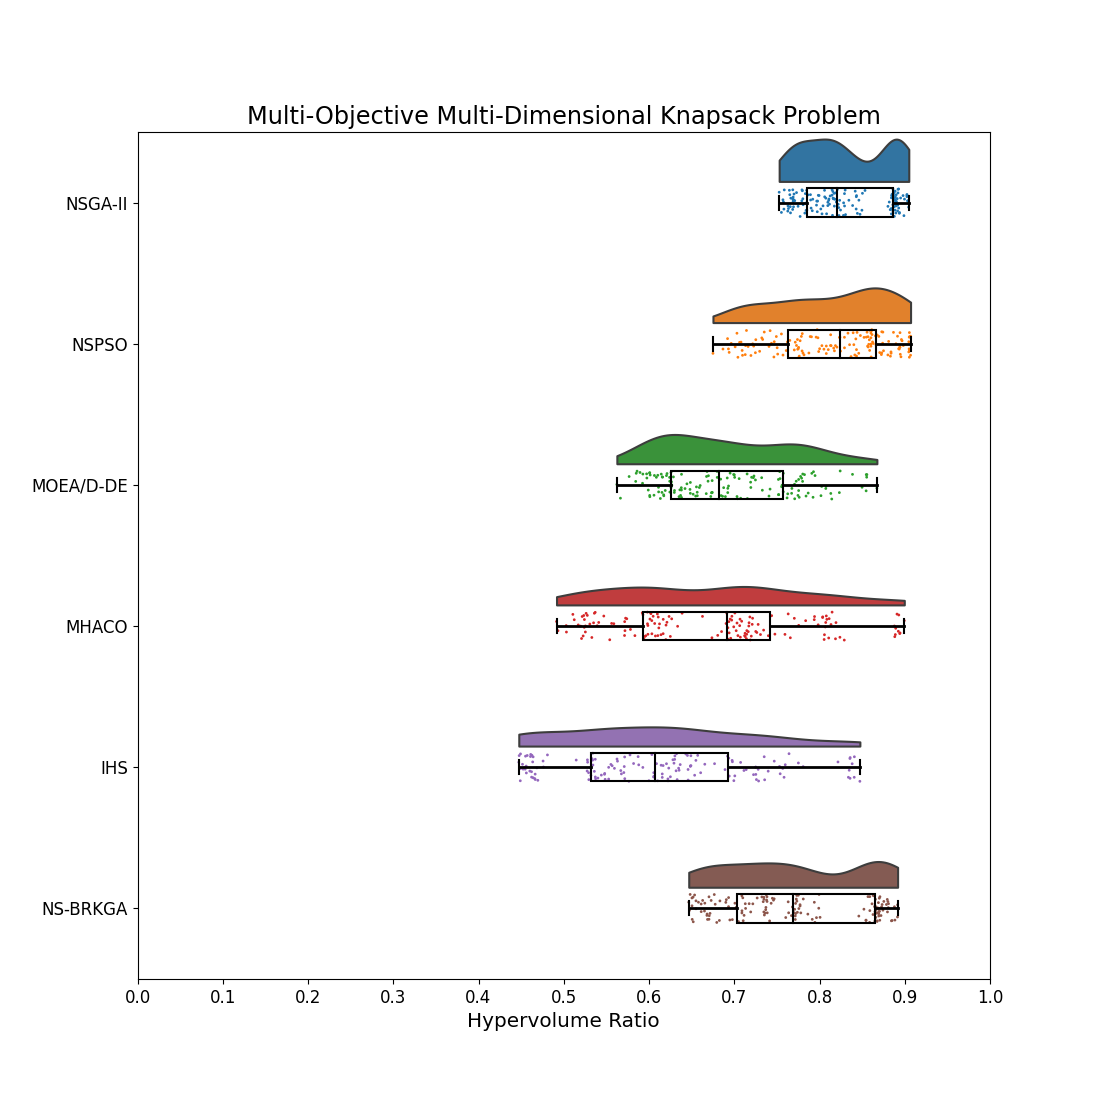 Multi-Objective Multi-Dimensional Knapsack Problem
NSGA-II
NSPSO
MOEA/D-DE
MHACO
IHS
NS-BRKGA
0.0 0.1 0.2 0.3 0.4 0.5 0.6 0.7 0.8 0.9 1.0
Hypervolume Ratio